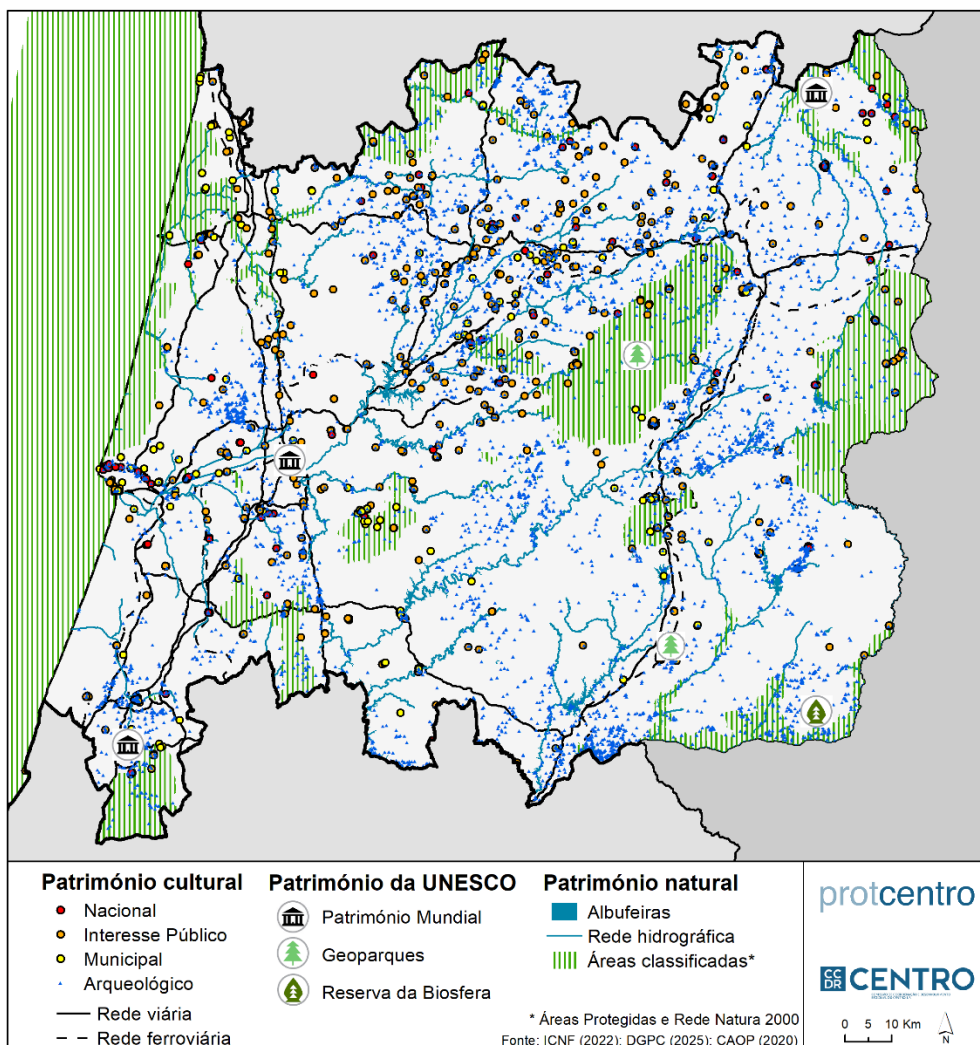 Património cultural
Nacional
Interesse Público
Municipal
Arqueológico
Rede viária
Rede ferroviária
Património da UNESCO
Património Mundial
Geoparques
Reserva da Biosfera
Património natural
Albufeiras
Rede hidrográfica
Áreas classificadas*
* Áreas Protegidas e Rede Natura 2000
Fonte: ICNF (2022); DGPC (2025); CAOP (2020)
protcentro
CCDR CENTRO
0 5 10 Km
N